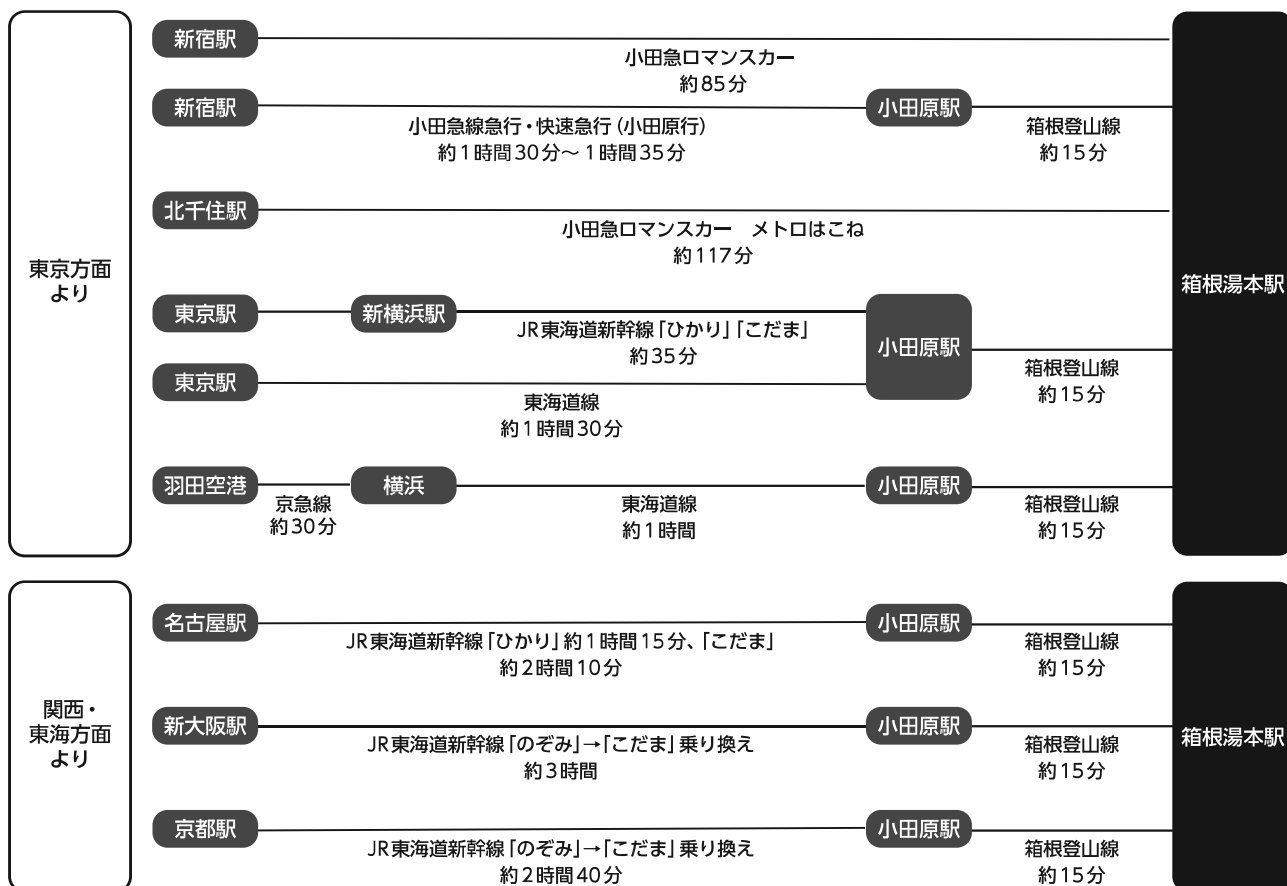 東京方面
より
新宿駅
小田急ロマンスカー
約85分
新宿駅
小田急線急行・快速急行(小田原行)
約1時間30分～1時間35分
小田原駅
箱根登山線
約15分
北千住駅
小田急ロマンスカー　メトロはこね
約117分
東京駅
新横浜駅
JR東海道新幹線「ひかり」「こだま」
約35分
東京駅
東海道線
約1時間30分
小田原駅
箱根登山線
約15分
羽田空港
京急線
約30分
横浜
東海道線
約1時間
小田原駅
箱根登山線
約15分
箱根湯本駅
関西・
東海方面
より
名古屋駅
JR東海道新幹線「ひかり」約1時間15分、「こだま」
約2時間10分
小田原駅
箱根登山線
約15分
新大阪駅
JR東海道新幹線「のぞみ」→「こだま」乗り換え
約3時間
小田原駅
箱根登山線
約15分
京都駅
JR東海道新幹線「のぞみ」→「こだま」乗り換え
約2時間40分
小田原駅
箱根登山線
約15分
箱根湯本駅